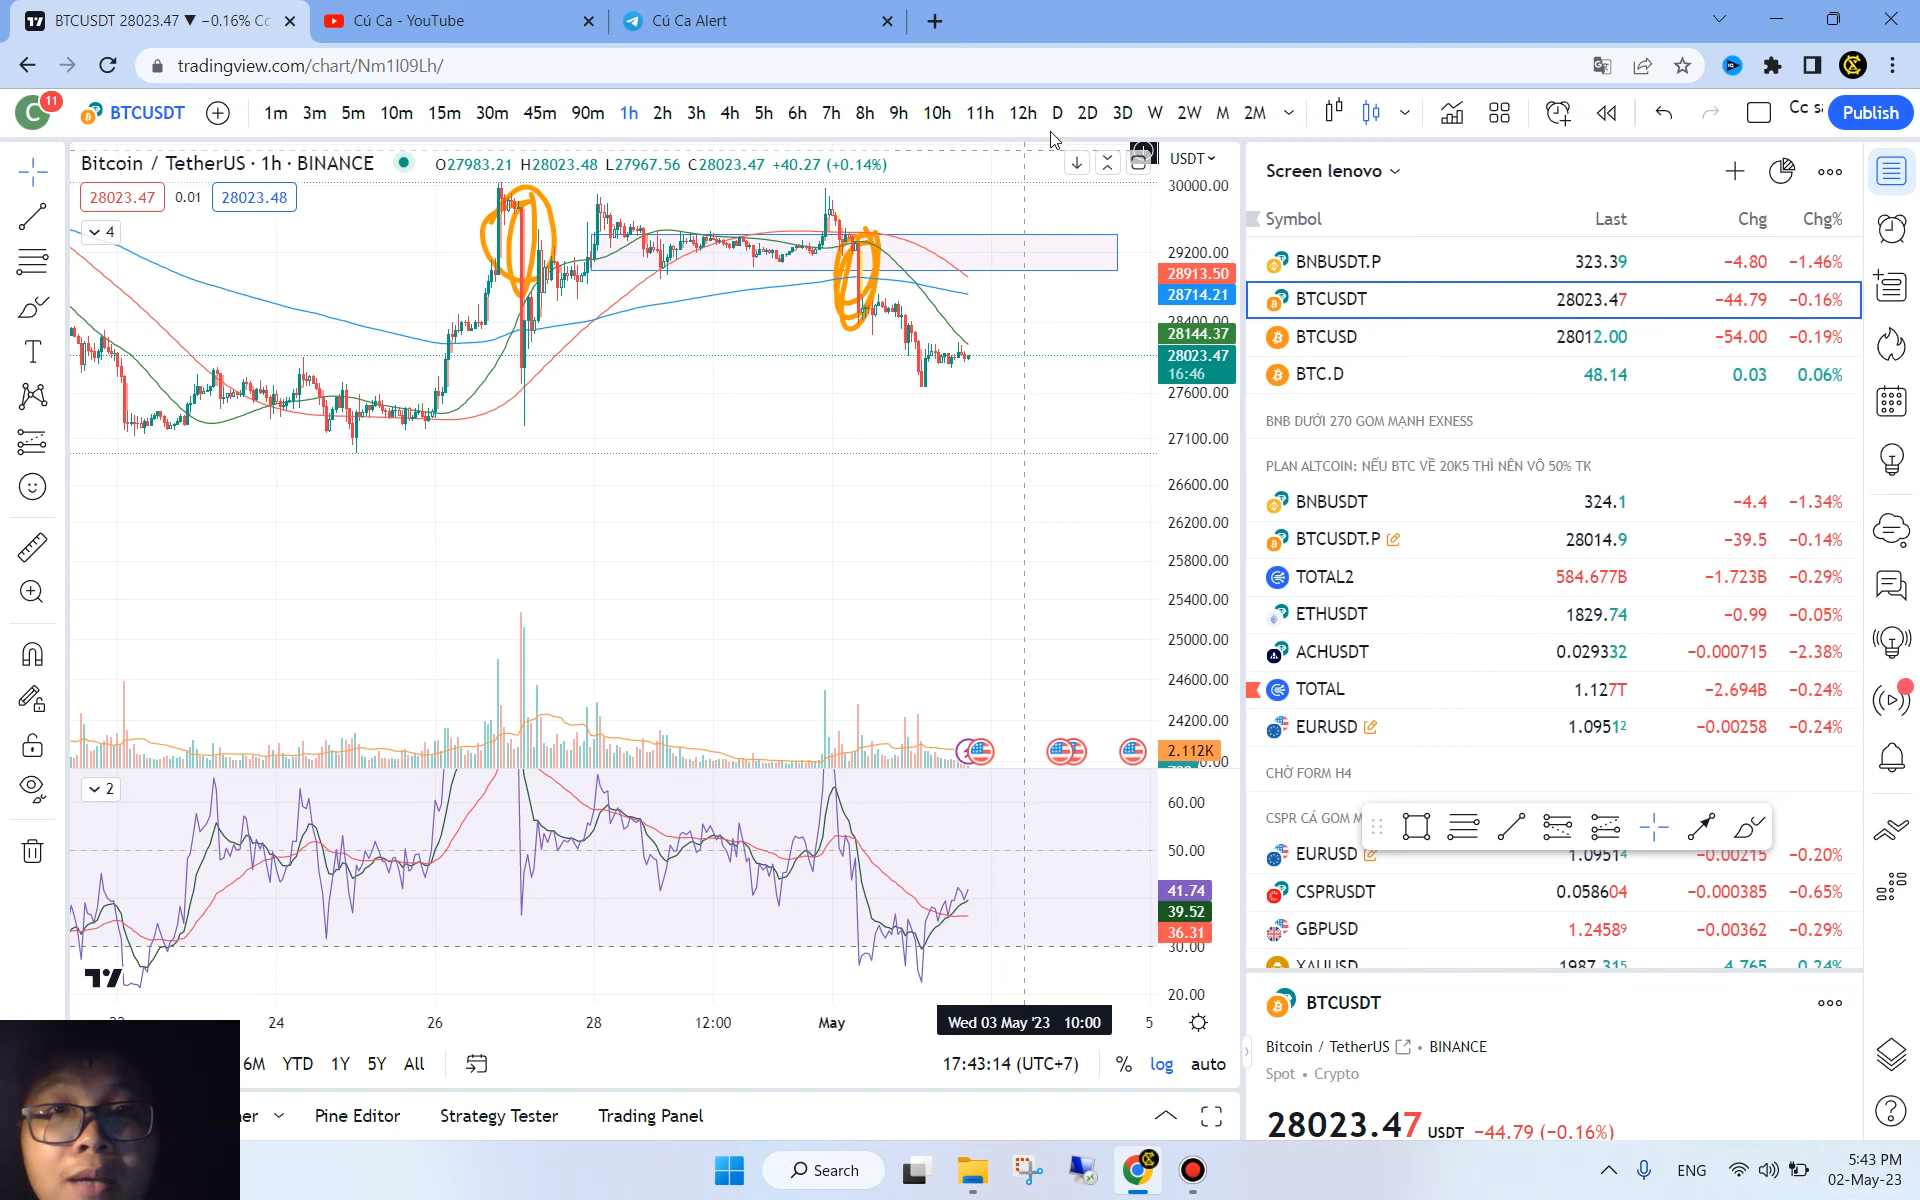 BTCUSDT 28023.47 ▼ −0.16% Cc
Cú Ca - YouTube
Cú Ca Alert
tradingview.com/chart/Nm1I09Lh/
C
11
BTCUSDT
1m 3m 5m 10m 15m 30m 45m 90m 1h 2h 3h 4h 5h 6h 7h 8h 9h 10h 11h 12h D 2D 3D W 2W M 2M
Publish
Bitcoin / TetherUS · 1h · BINANCE
O27983.21 H28023.48 L27967.56 C28023.47 +40.27 (+0.14%)
28023.47
0.01
28023.48
4
USDT
30000.00
29200.00
28913.50
28714.21
28400.00
28144.37
28023.47
16:46
27600.00
27100.00
26600.00
26200.00
25800.00
25400.00
25000.00
24600.00
24200.00
2.112K
2
60.00
50.00
41.74
39.52
36.31
30.00
20.00
24
26
28
12:00
May
Wed 03 May '23 10:00
5
6M YTD 1Y 5Y All
17:43:14 (UTC+7)
% log auto
Pine Editor
Strategy Tester
Trading Panel
Screen lenovo
Symbol Last Chg Chg%
BNBUSDT.P 323.39 −4.80 −1.46%
BTCUSDT 28023.47 −44.79 −0.16%
BTCUSD 28012.00 −54.00 −0.19%
BTC.D 48.14 0.03 0.06%
BNB DƯỚI 270 GOM MẠNH EXNESS
PLAN ALTCOIN: NẾU BTC VỀ 20K5 THÌ NÊN VÔ 50% TK
BNBUSDT 324.1 −4.4 −1.34%
BTCUSDT.P 28014.9 −39.5 −0.14%
TOTAL2 584.677B −1.723B −0.29%
ETHUSDT 1829.74 −0.99 −0.05%
ACHUSDT 0.029332 −0.000715 −2.38%
TOTAL 1.127T −2.694B −0.24%
EURUSD 1.09512 −0.00258 −0.24%
CHỜ FORM H4
CSPR CÁ GOM M
EURUSD 1.09514 −0.00215 −0.20%
CSPRUSDT 0.058604 −0.000385 −0.65%
GBPUSD 1.24589 −0.00362 −0.29%
XAUUSD 1987.315 4.765 0.24%
BTCUSDT
Bitcoin / TetherUS • BINANCE
Spot • Crypto
28023.47 USDT −44.79 (−0.16%)
Search
ENG
5:43 PM
02-May-23